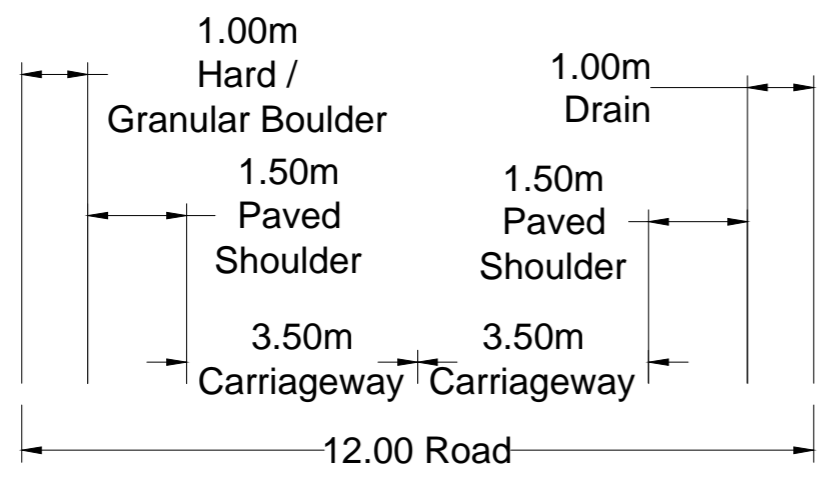 1.00m
Hard /
Granular Boulder
1.00m
Drain
1.50m
Paved
Shoulder
1.50m
Paved
Shoulder
3.50m
Carriageway
3.50m
Carriageway
12.00 Road